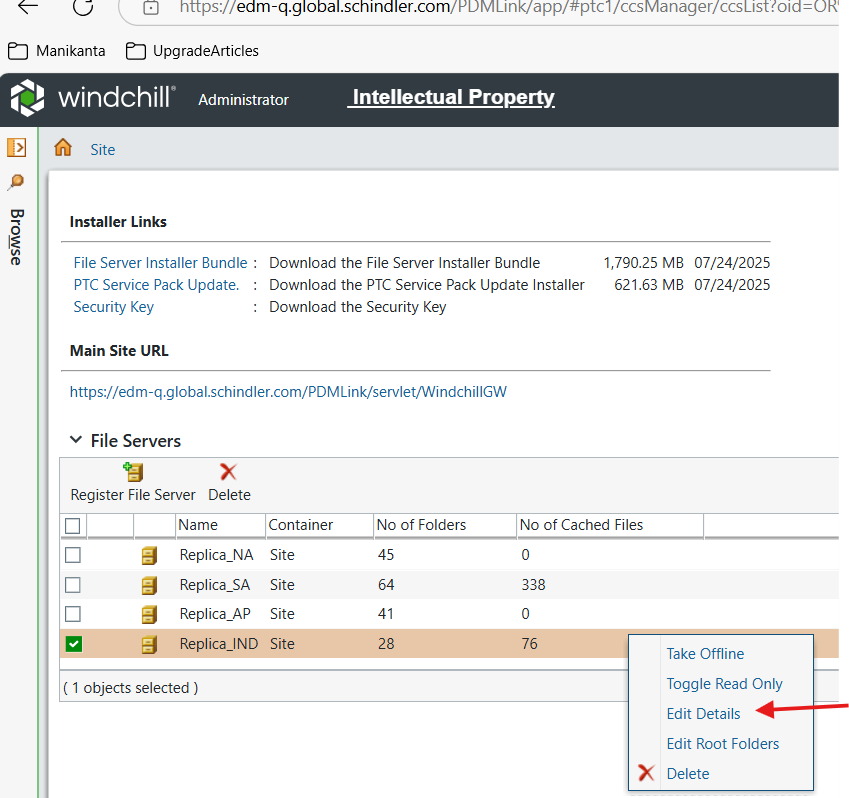 https://edm-q.global.schindler.com/PDMLink/app/#ptc1/ccsManager/ccsList?oid=OR
Manikanta UpgradeArticles
windchill® Administrator Intellectual Property
Site
Browse
Installer Links
File Server Installer Bundle : Download the File Server Installer Bundle 1,790.25 MB 07/24/2025
PTC Service Pack Update. : Download the PTC Service Pack Update Installer 621.63 MB 07/24/2025
Security Key : Download the Security Key
Main Site URL
https://edm-q.global.schindler.com/PDMLink/servlet/WindchillGW
File Servers
Register File Server Delete
Name Container No of Folders No of Cached Files
Replica_NA Site 45 0
Replica_SA Site 64 338
Replica_AP Site 41 0
Replica_IND Site 28 76
( 1 objects selected )
Take Offline
Toggle Read Only
Edit Details
Edit Root Folders
Delete